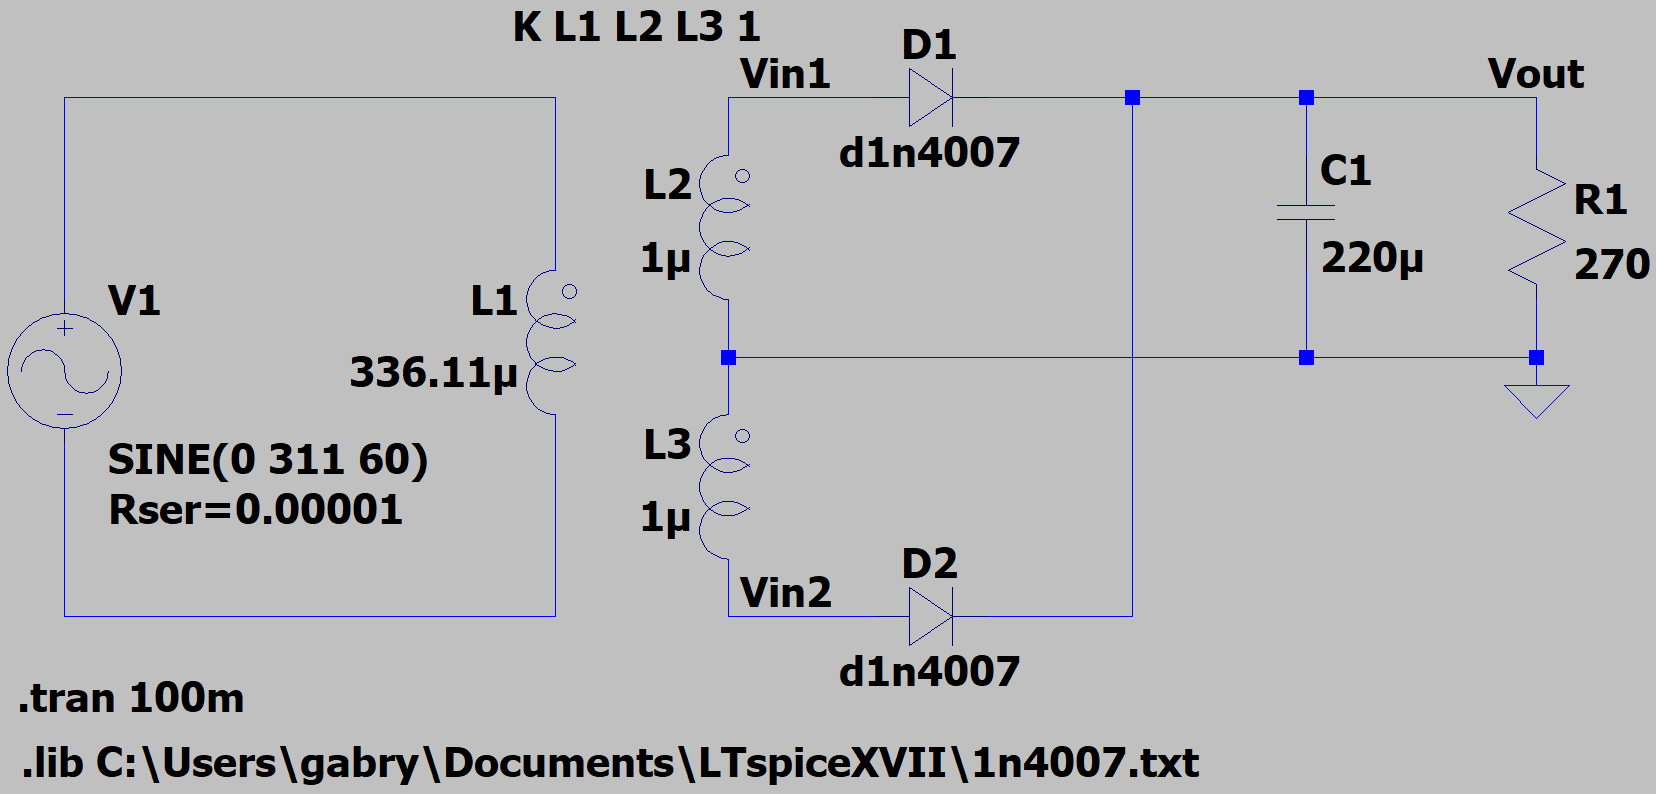 K L1 L2 L3 1
D1
Vin1
Vout
d1n4007
C1
L2
R1
1µ
220µ
270
V1
L1
336.11µ
L3
SINE(0 311 60)
Rser=0.00001
1µ
D2
Vin2
d1n4007
.tran 100m
.lib C:\Users\gabry\Documents\LTspiceXVII\1n4007.txt